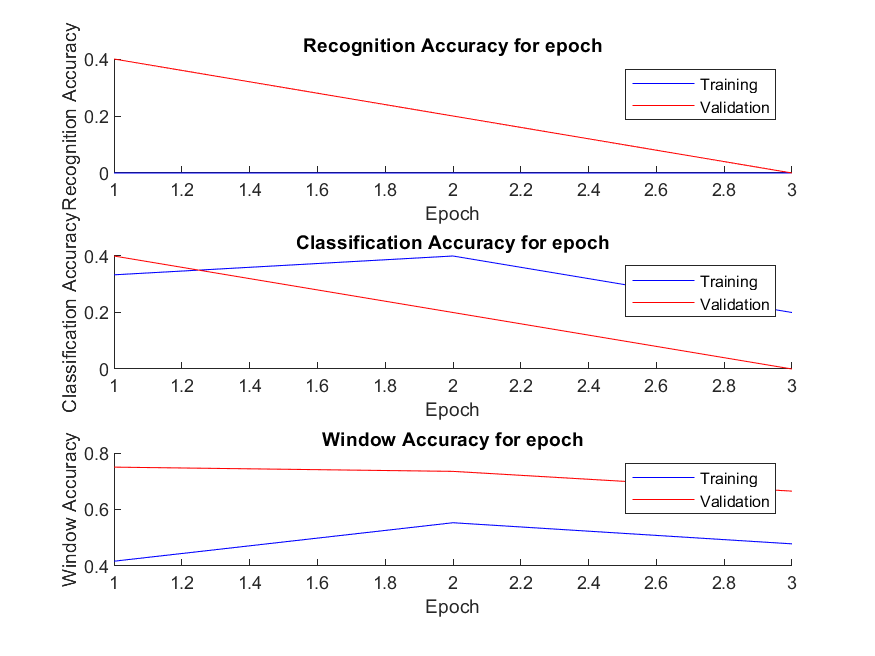 Recognition Accuracy for epoch
Recognition Accuracy
0.4
0.2
0
Training
Validation
1 1.2 1.4 1.6 1.8 2 2.2 2.4 2.6 2.8 3
Epoch
Classification Accuracy for epoch
Classification Accuracy
0.4
0.2
0
Training
Validation
1 1.2 1.4 1.6 1.8 2 2.2 2.4 2.6 2.8 3
Epoch
Window Accuracy for epoch
Window Accuracy
0.8
0.6
0.4
Training
Validation
1 1.2 1.4 1.6 1.8 2 2.2 2.4 2.6 2.8 3
Epoch